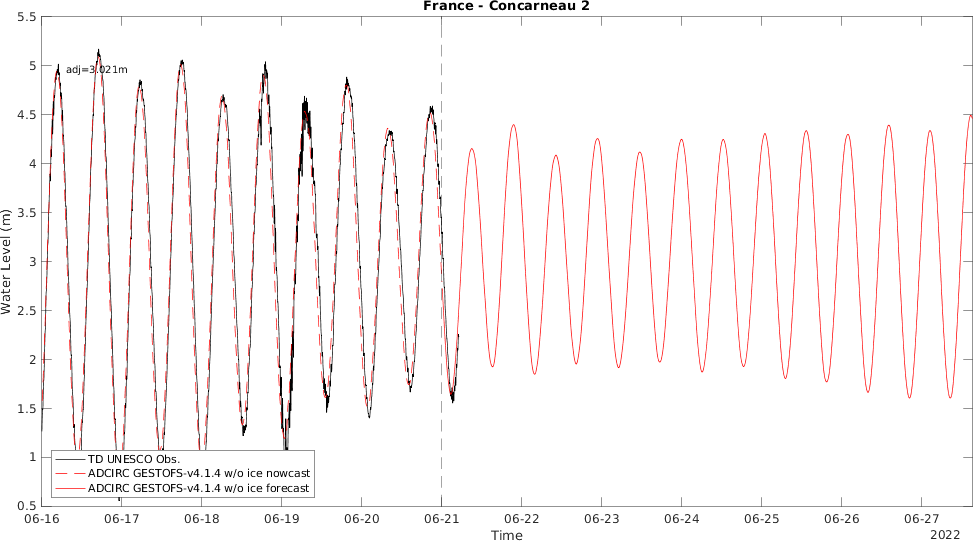 France - Concarneau 2
5.5
5
4.5
4
3.5
3
2.5
2
1.5
1
0.5
Water Level (m)
adj=3.021m
TD UNESCO Obs.
ADCIRC GESTOFS-v4.1.4 w/o ice nowcast
ADCIRC GESTOFS-v4.1.4 w/o ice forecast
06-16 06-17 06-18 06-19 06-20 06-21 06-22 06-23 06-24 06-25 06-26 06-27
2022
Time